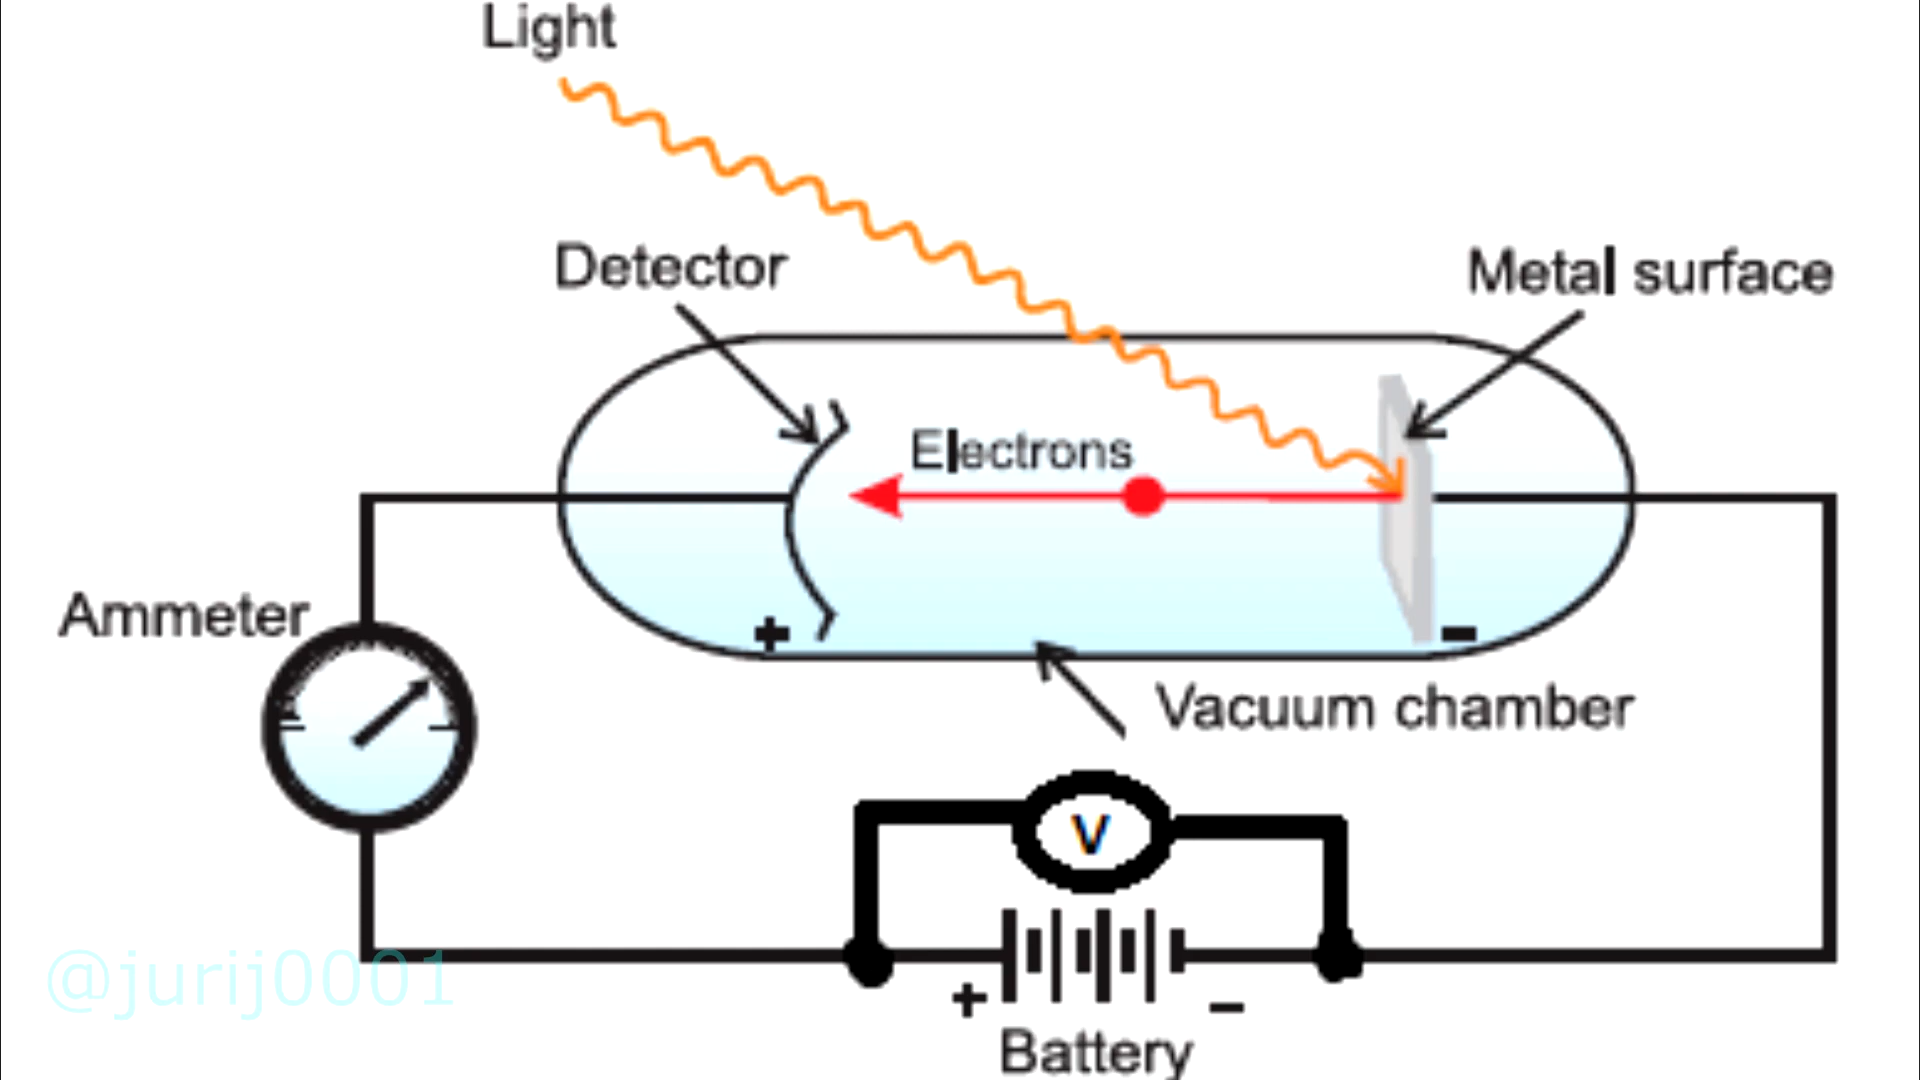 Light
Detector
Metal surface
Electrons
+
-
Ammeter
Vacuum chamber
V
@jurij0001
+
-
Battery